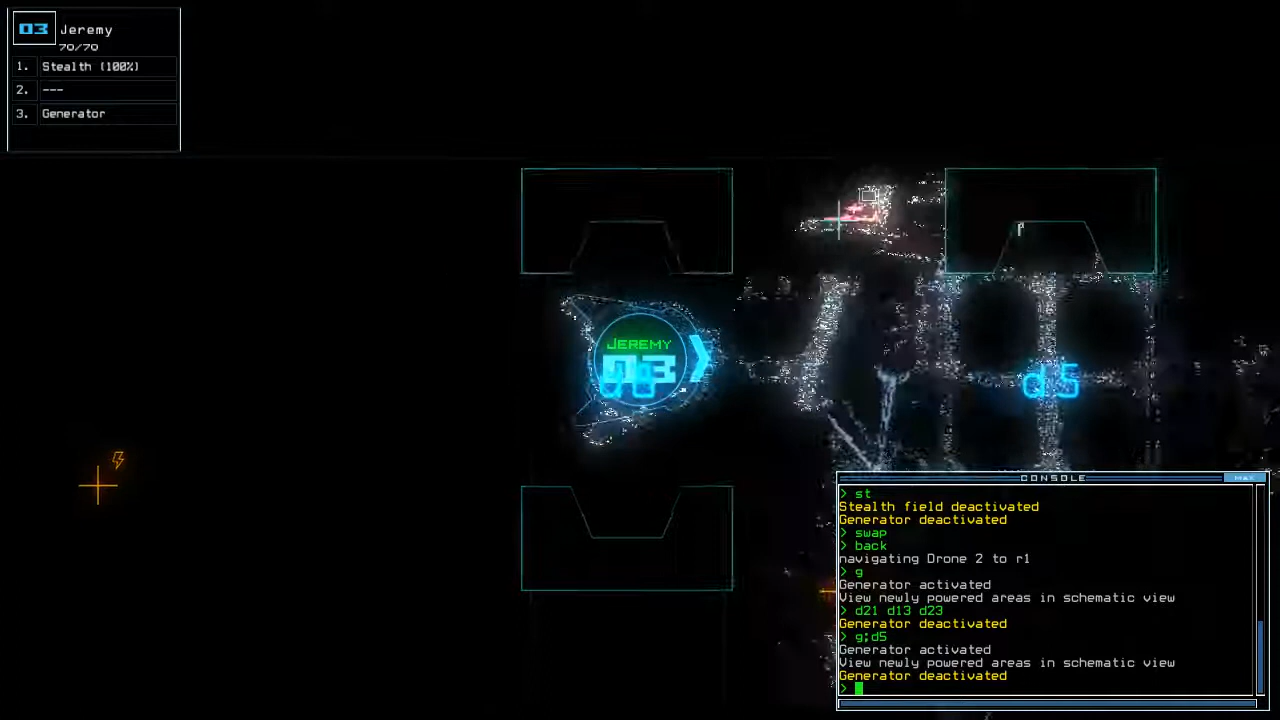 03 Jeremy
70/70
1. Stealth (100%)
2. ---
3. Generator
JEREMY
03
d5
CONSOLE
MAX
> st
Stealth field deactivated
Generator deactivated
> swap
> back
navigating Drone 2 to r1
> g
Generator activated
View newly powered areas in schematic view
> d21 d13 d23
Generator deactivated
> g;d5
Generator activated
View newly powered areas in schematic view
Generator deactivated
>